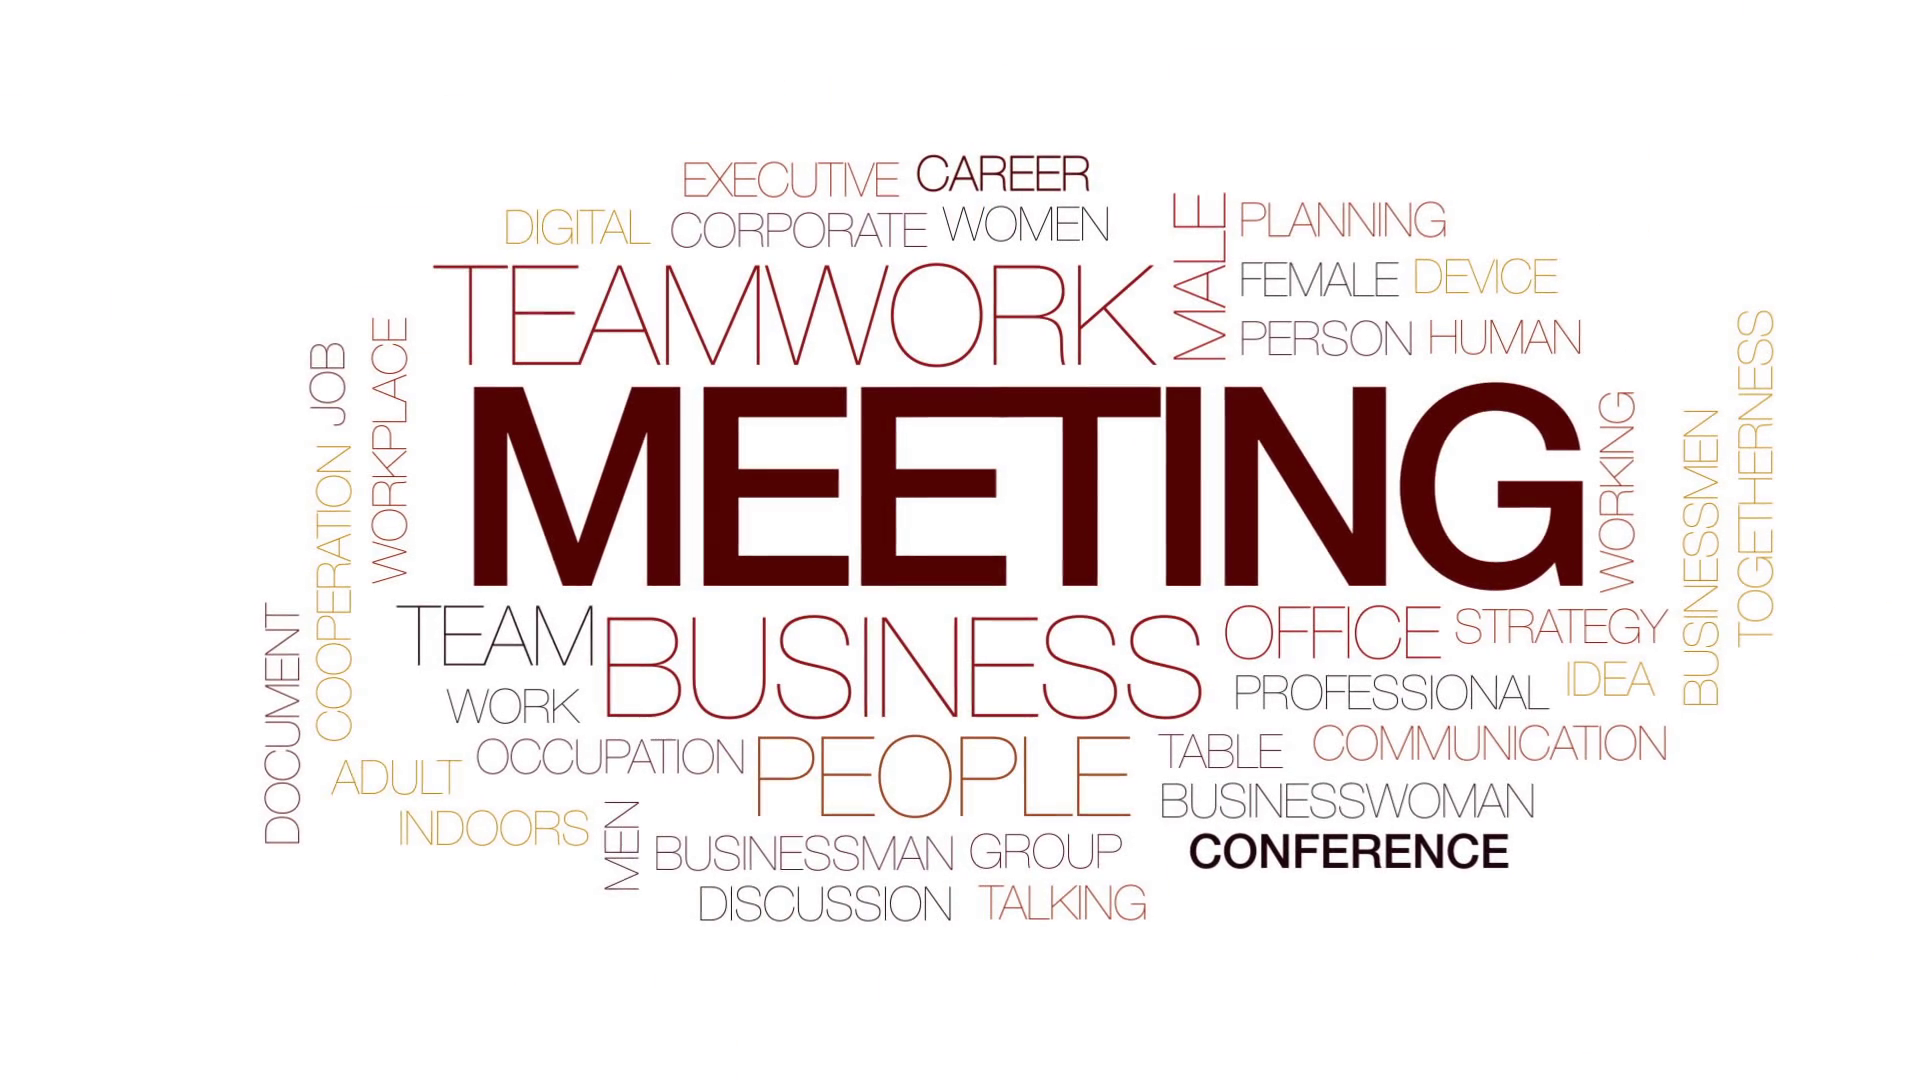 EXECUTIVE CAREER
DIGITAL CORPORATE WOMEN
MALE
PLANNING
FEMALE DEVICE
PERSON HUMAN
TEAMWORK
JOB
WORKPLACE
COOPERATION
DOCUMENT
MEETING
WORKING
BUSINESSMEN
TOGETHERNESS
TEAM
BUSINESS
OFFICE STRATEGY
WORK
PROFESSIONAL IDEA
OCCUPATION
PEOPLE
TABLE COMMUNICATION
ADULT
INDOORS
BUSINESSWOMAN
MEN
BUSINESSMAN GROUP
CONFERENCE
DISCUSSION TALKING